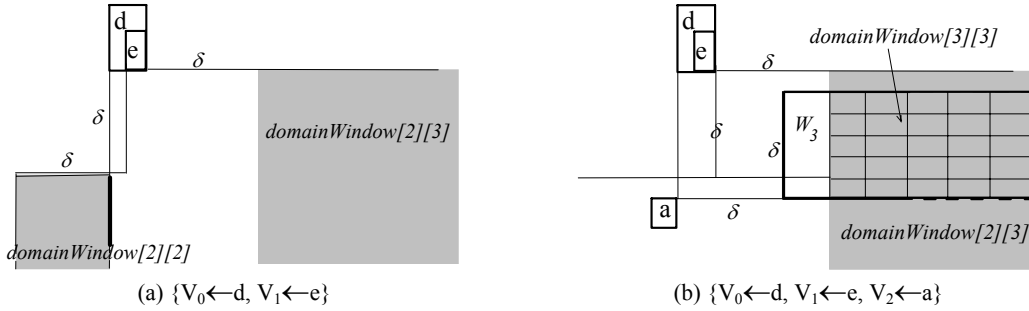 d
e
δ
δ
δ
domainWindow[2][3]
domainWindow[2][2]
(a) {V₀←d, V₁←e}
d
e
domainWindow[3][3]
δ
δ
δ
W₃
a
δ
domainWindow[2][3]
(b) {V₀←d, V₁←e, V₂←a}